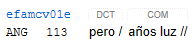 efamcv01e DCT COM
ANG 113 pero / años luz //